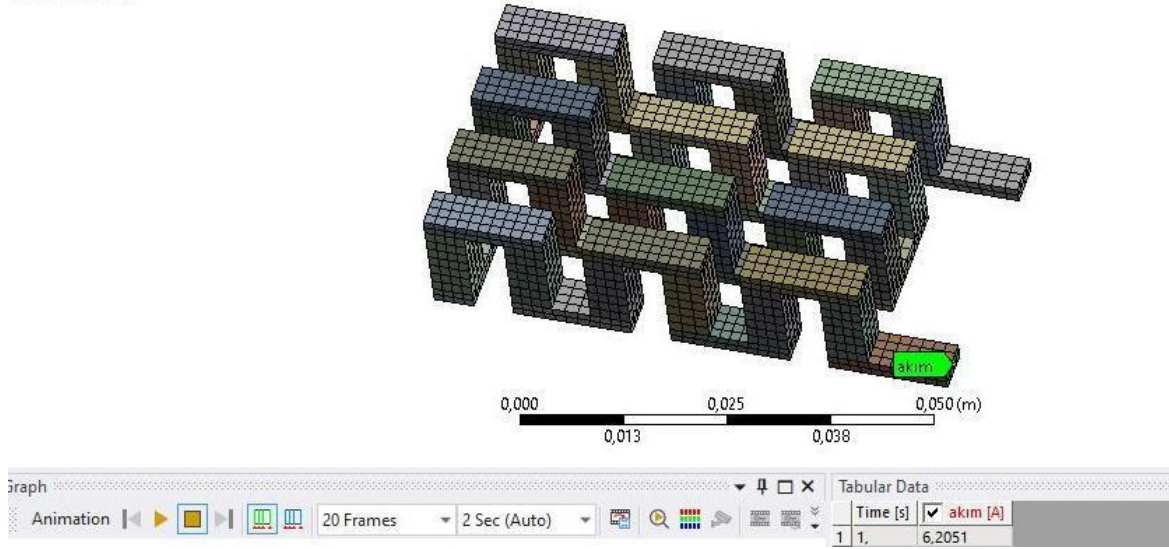 0,000 0,025 0,050 (m)
0,013 0,038
akım
Graph Tabular Data
Animation 20 Frames 2 Sec (Auto)
Time [s] akım [A]
1 1, 6,2051